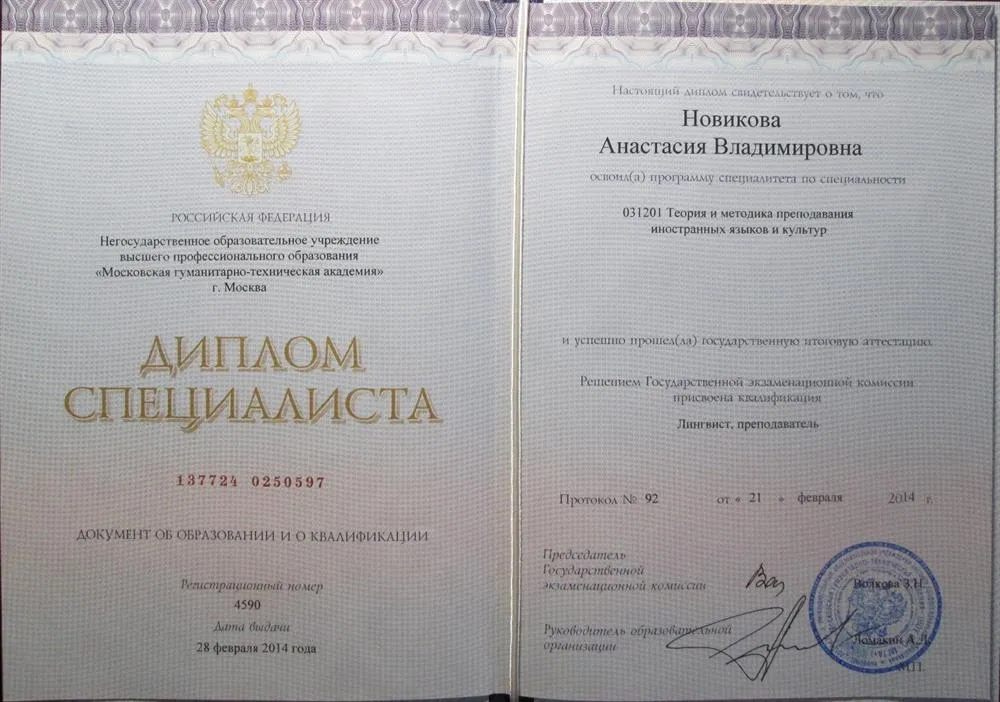 РОССИЙСКАЯ ФЕДЕРАЦИЯ
Негосударственное образовательное учреждение
высшего профессионального образования
«Московская гуманитарно-техническая академия»
г. Москва
ДИПЛОМ
СПЕЦИАЛИСТА
137724 0250597
ДОКУМЕНТ ОБ ОБРАЗОВАНИИ И О КВАЛИФИКАЦИИ
Регистрационный номер
4590
Дата выдачи
28 февраля 2014 года
Настоящий диплом свидетельствует о том, что
Новикова
Анастасия Владимировна
освоил(а) программу специалитета по специальности
031201 Теория и методика преподавания
иностранных языков и культур
и успешно прошел(ла) государственную итоговую аттестацию.
Решением Государственной экзаменационной комиссии
присвоена квалификация
Лингвист, преподаватель
Протокол № 92 от « 21 » февраля 2014 г.
Председатель
Государственной
экзаменационной комиссии
Волкова З.Н.
Руководитель образовательной
организации
Ломакин А.Л.
М.П.